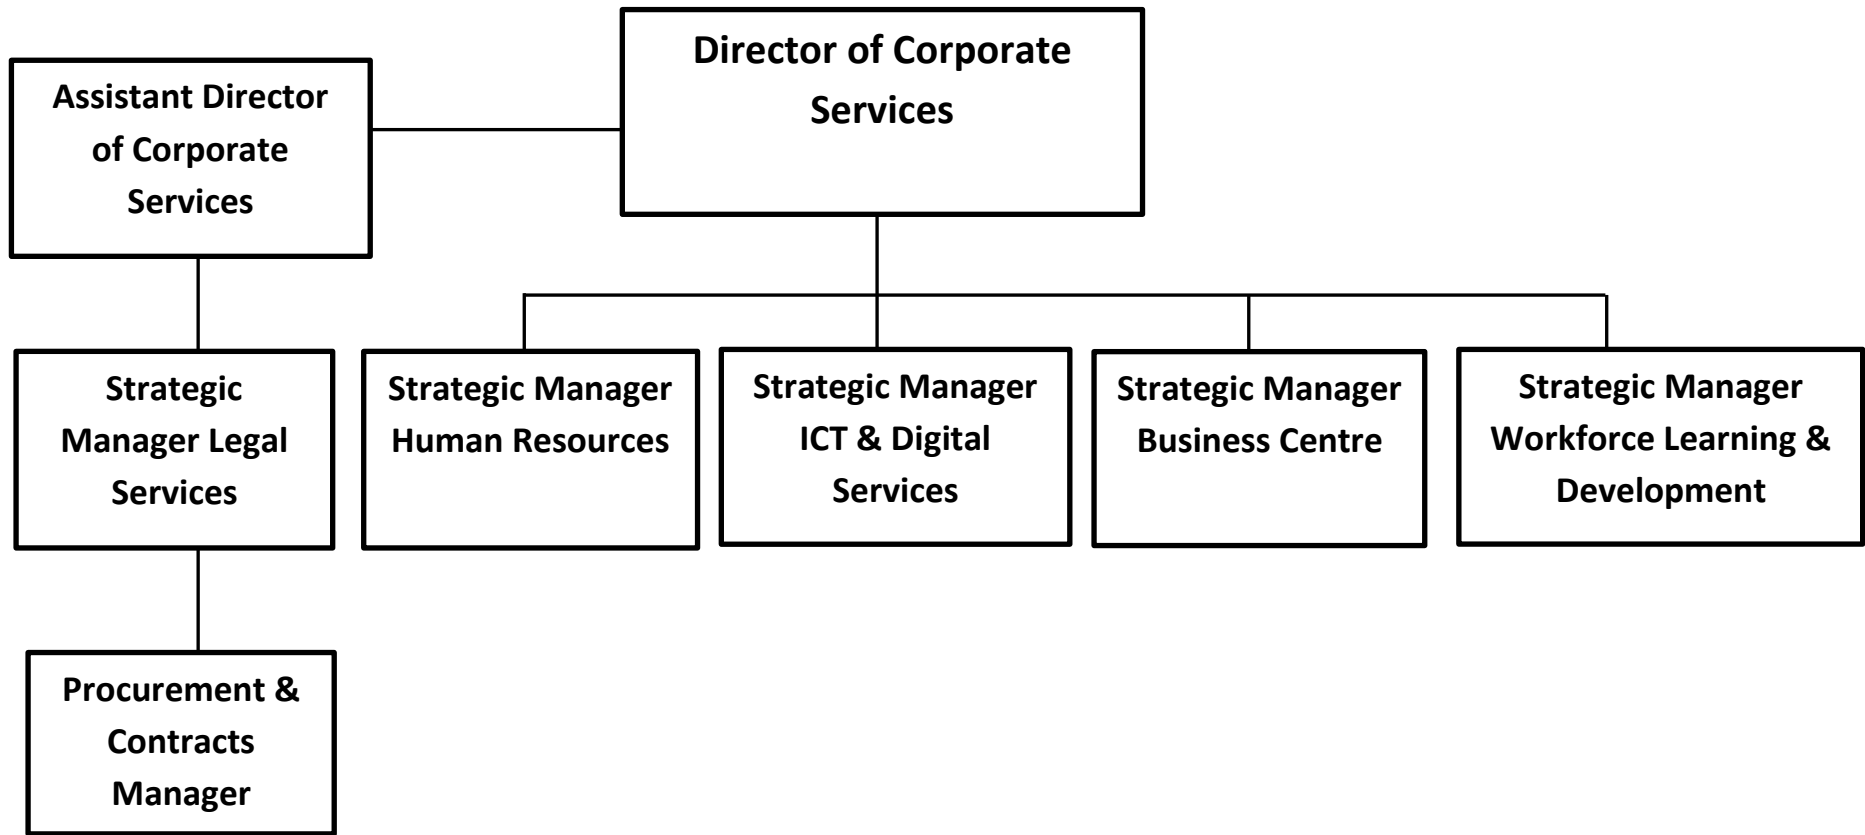 Director of Corporate
Services
Assistant Director
of Corporate
Services
Strategic
Manager Legal
Services
Strategic Manager
Human Resources
Strategic Manager
ICT & Digital
Services
Strategic Manager
Business Centre
Strategic Manager
Workforce Learning &
Development
Procurement &
Contracts
Manager